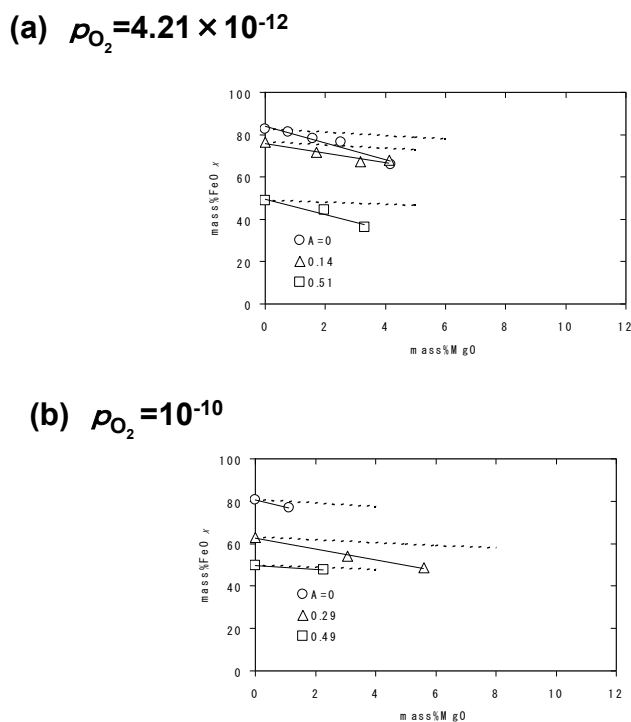 (a) pO2=4.21×10-12
100
80
60
40
20
0
mass%FeOx
○A=0
△0.14
□0.51
0 2 4 6 8 10 12
mass%MgO
(b) pO2=10-10
100
80
60
40
20
0
mass%FeOx
○A=0
△0.29
□0.49
0 2 4 6 8 10 12
mass%MgO